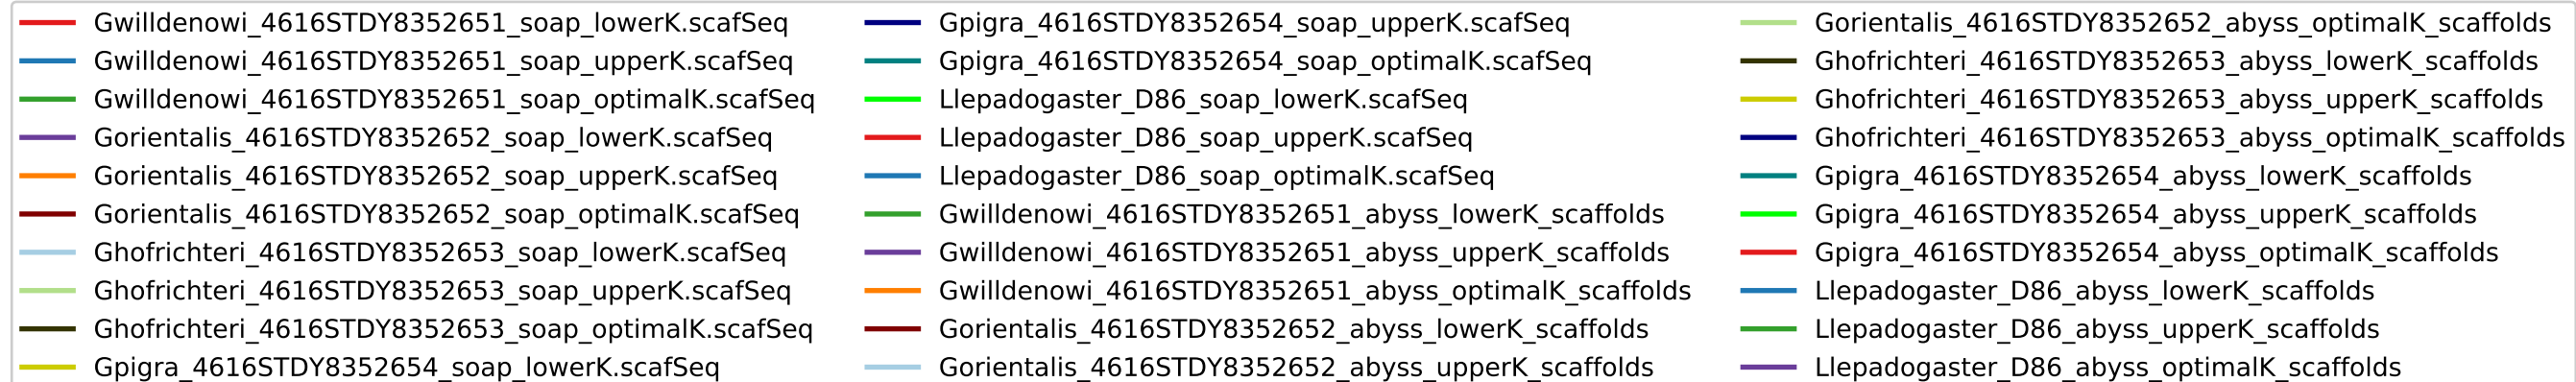 Gwilldenowi_4616STDY8352651_soap_lowerK.scafSeq
Gwilldenowi_4616STDY8352651_soap_upperK.scafSeq
Gwilldenowi_4616STDY8352651_soap_optimalK.scafSeq
Gorientalis_4616STDY8352652_soap_lowerK.scafSeq
Gorientalis_4616STDY8352652_soap_upperK.scafSeq
Gorientalis_4616STDY8352652_soap_optimalK.scafSeq
Ghofrichteri_4616STDY8352653_soap_lowerK.scafSeq
Ghofrichteri_4616STDY8352653_soap_upperK.scafSeq
Ghofrichteri_4616STDY8352653_soap_optimalK.scafSeq
Gpigra_4616STDY8352654_soap_lowerK.scafSeq
Gpigra_4616STDY8352654_soap_upperK.scafSeq
Gpigra_4616STDY8352654_soap_optimalK.scafSeq
Llepadogaster_D86_soap_lowerK.scafSeq
Llepadogaster_D86_soap_upperK.scafSeq
Llepadogaster_D86_soap_optimalK.scafSeq
Gwilldenowi_4616STDY8352651_abyss_lowerK_scaffolds
Gwilldenowi_4616STDY8352651_abyss_upperK_scaffolds
Gwilldenowi_4616STDY8352651_abyss_optimalK_scaffolds
Gorientalis_4616STDY8352652_abyss_lowerK_scaffolds
Gorientalis_4616STDY8352652_abyss_upperK_scaffolds
Gorientalis_4616STDY8352652_abyss_optimalK_scaffolds
Ghofrichteri_4616STDY8352653_abyss_lowerK_scaffolds
Ghofrichteri_4616STDY8352653_abyss_upperK_scaffolds
Ghofrichteri_4616STDY8352653_abyss_optimalK_scaffolds
Gpigra_4616STDY8352654_abyss_lowerK_scaffolds
Gpigra_4616STDY8352654_abyss_upperK_scaffolds
Gpigra_4616STDY8352654_abyss_optimalK_scaffolds
Llepadogaster_D86_abyss_lowerK_scaffolds
Llepadogaster_D86_abyss_upperK_scaffolds
Llepadogaster_D86_abyss_optimalK_scaffolds